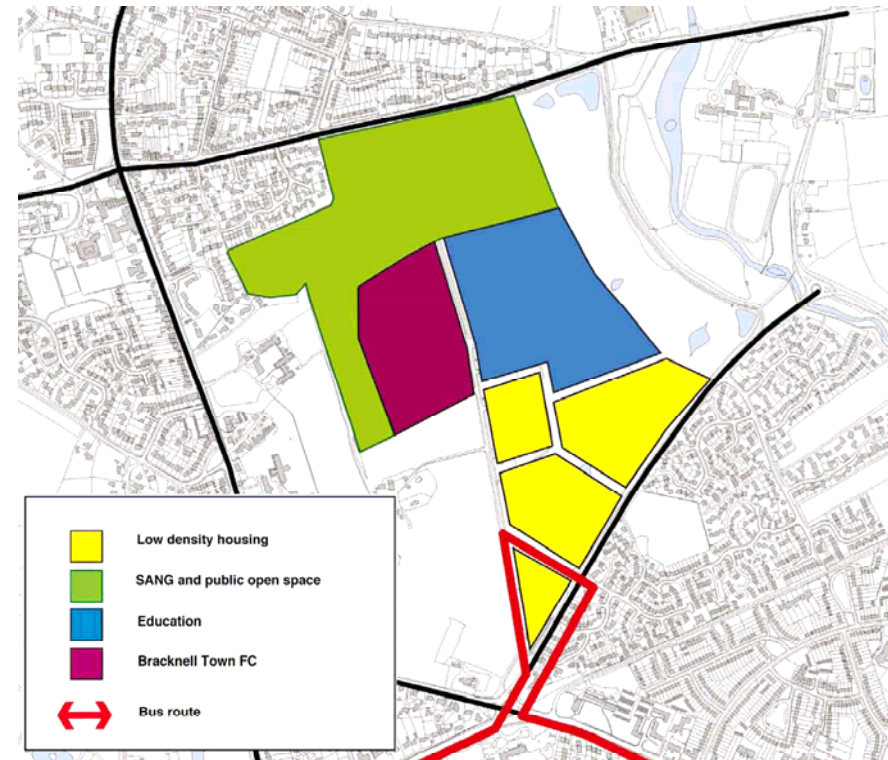 Low density housing
SANG and public open space
Education
Bracknell Town FC
Bus route